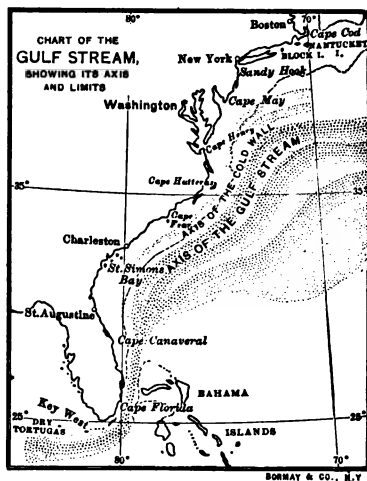 80°
70°
CHART OF THE
GULF STREAM,
SHOWING ITS AXIS
AND LIMITS
Boston
Cape Cod
NANTUCKET
BLOCK I. I.
New York
Sandy Hook
Washington
Cape May
Cape Henry
Cape Hatteras
35°
35°
AXIS OF THE COLD WALL
AXIS OF THE GULF STREAM
Cape
Fear
Charleston
St. Simons
Bay
St. Augustine
Cape Canaveral
BAHAMA
ISLANDS
Key West
Cape Florida
25°
25°
DRY
TORTUGAS
80
70°
BORMAY & CO., N.Y